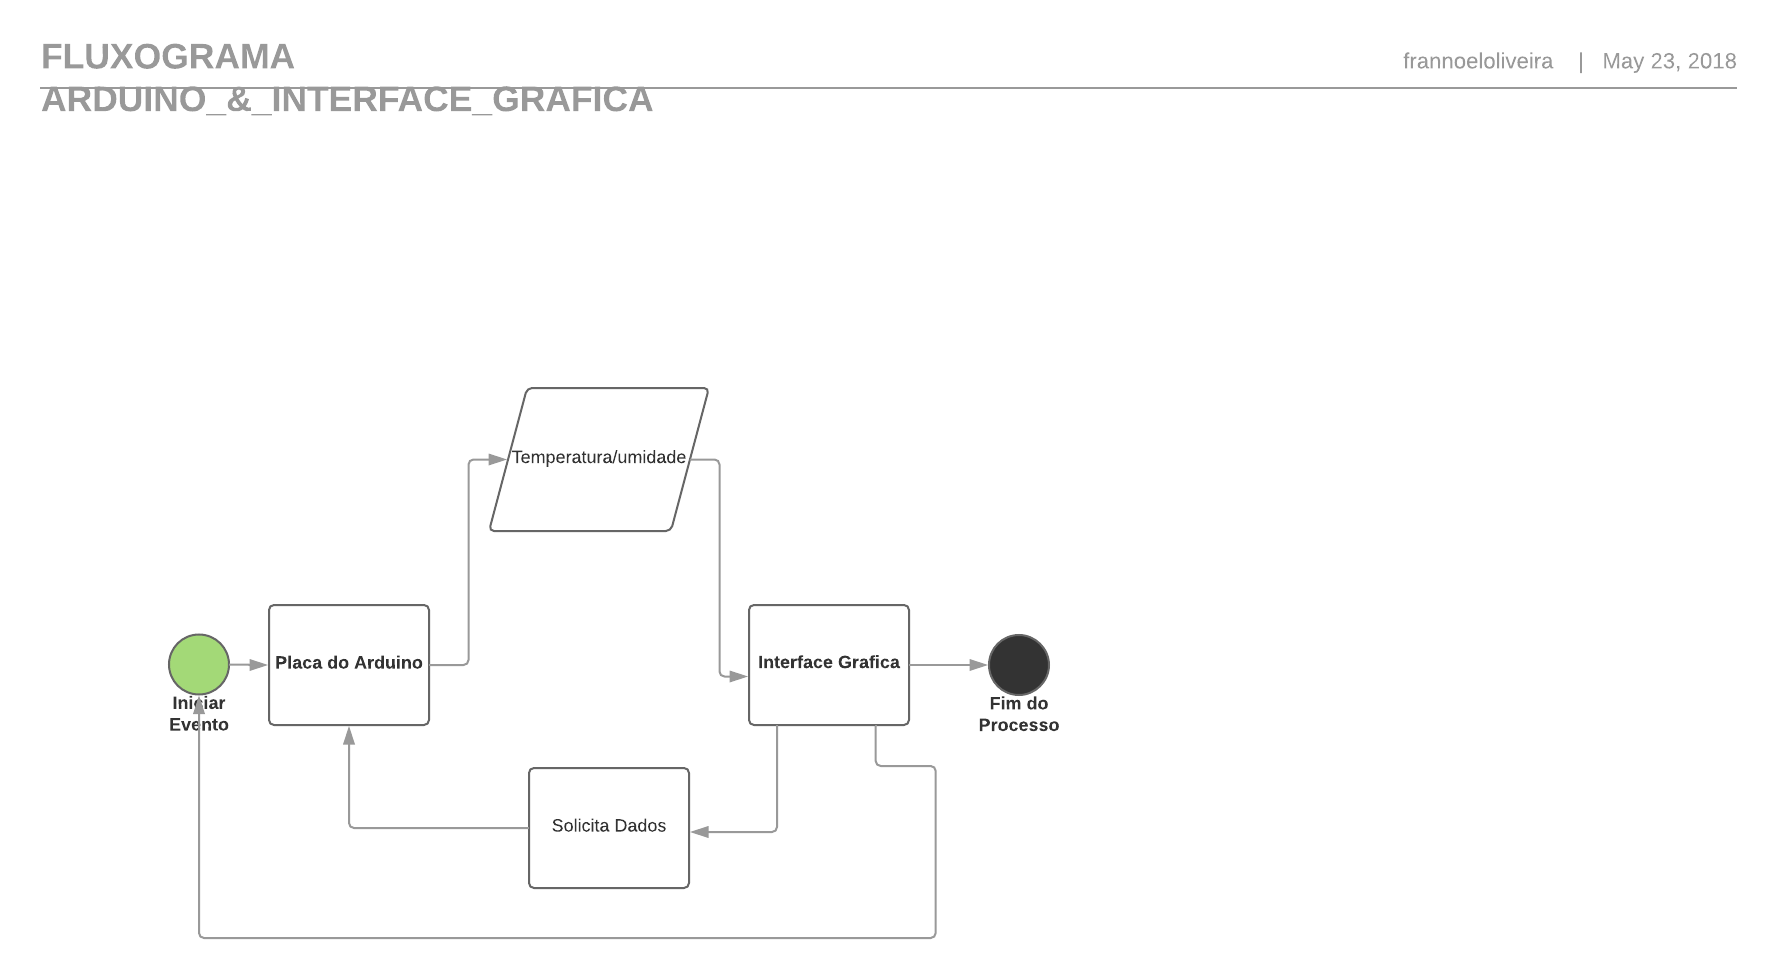 FLUXOGRAMA
ARDUINO_&_INTERFACE_GRAFICA
frannoeloliveira | May 23, 2018
Temperatura/umidade
Placa do Arduino
Interface Grafica
Iniciar
Evento
Fim do
Processo
Solicita Dados